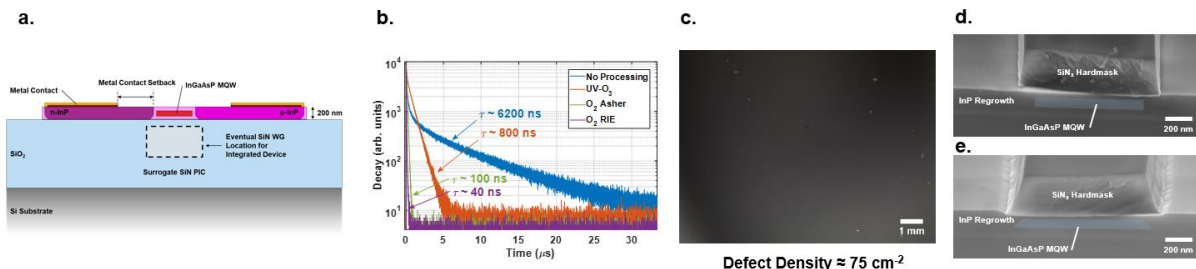 a.
Metal Contact Setback
InGaAsP MQW
Metal Contact
n-InP
p-InP
200 nm
SiO₂
Eventual SiN WG
Location for
Integrated Device
Surrogate SiN PIC
Si Substrate
b.
10⁴
10³
10²
10¹
Decay (arb. units)
No Processing
UV-O₃
O₂ Asher
O₂ RIE
τ ~ 6200 ns
τ ~ 800 ns
τ ~ 100 ns
τ ~ 40 ns
0 5 10 15 20 25 30
Time (μs)
c.
1 mm
Defect Density ≈ 75 cm⁻²
d.
SiNₓ Hardmask
InP Regrowth
InGaAsP MQW
200 nm
e.
SiNₓ Hardmask
InP Regrowth
InGaAsP MQW
200 nm